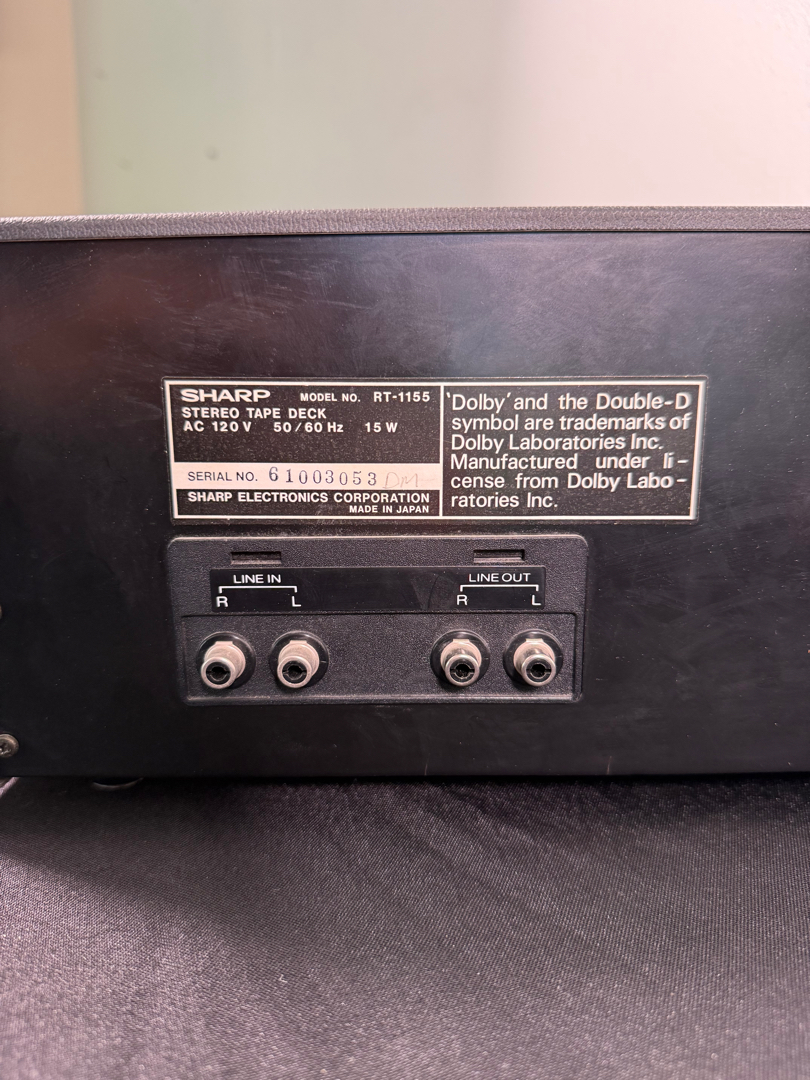 SHARP MODEL NO. RT-1155
STEREO TAPE DECK
AC 120 V 50/60 Hz 15 W
SERIAL NO. 61003053 DM
SHARP ELECTRONICS CORPORATION
MADE IN JAPAN
'Dolby' and the Double-D
symbol are trademarks of
Dolby Laboratories Inc.
Manufactured under li-
cense from Dolby Labo-
ratories Inc.
LINE IN
R L
LINE OUT
R L